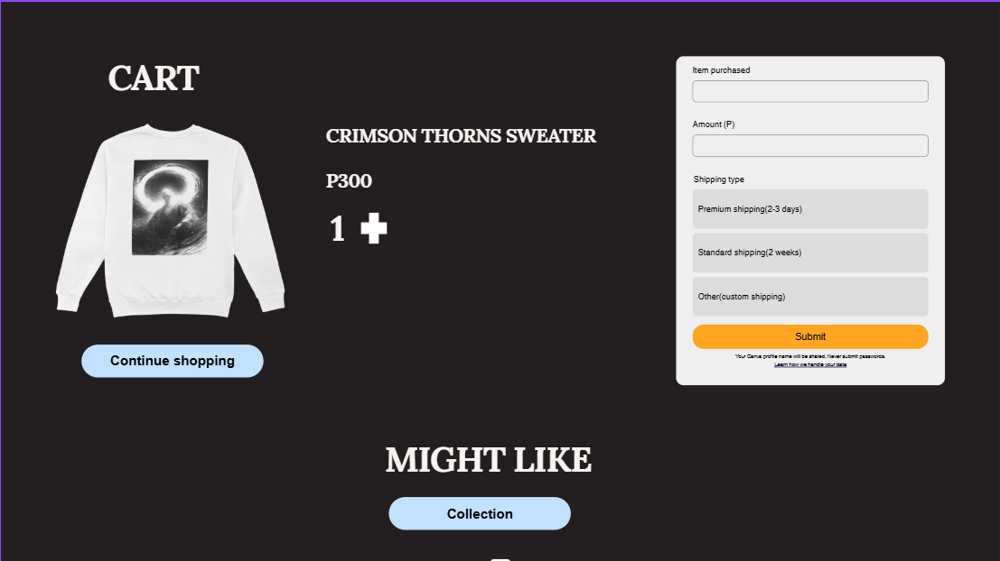 CART
CRIMSON THORNS SWEATER
P300
1
Continue shopping
Item purchased
Amount (P)
Shipping type
Premium shipping(2-3 days)
Standard shipping(2 weeks)
Other(custom shipping)
Submit
Your Canva profile name will be shared. Never submit passwords.
Learn how we handle your data
MIGHT LIKE
Collection